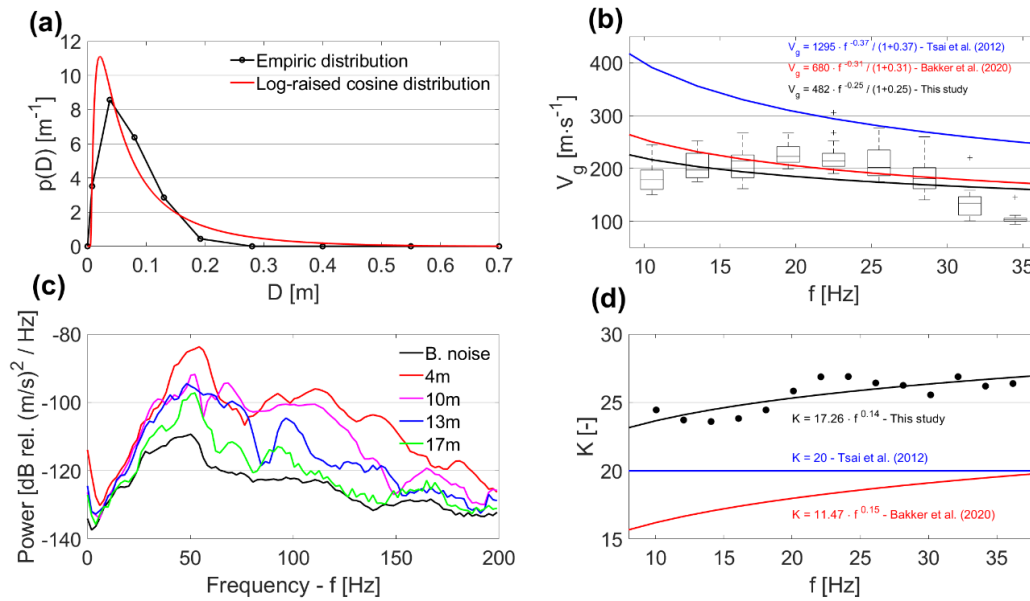 (a)
12
10
8
6
4
2
0
p(D) [m⁻¹]
Empiric distribution
Log-raised cosine distribution
0 0.1 0.2 0.3 0.4 0.5 0.6 0.7
D [m]
(b)
400
300
200
100
V_g [m·s⁻¹]
V_g = 1295 · f^-0.37 / (1+0.37) - Tsai et al. (2012)
V_g = 680 · f^-0.31 / (1+0.31) - Bakker et al. (2020)
V_g = 482 · f^-0.25 / (1+0.25) - This study
10 15 20 25 30 35
f [Hz]
(c)
-80
-100
-120
-140
Power [dB rel. (m/s)² / Hz]
B. noise
4m
10m
13m
17m
0 50 100 150 200
Frequency - f [Hz]
(d)
30
25
20
15
K [-]
K = 17.26 · f^0.14 - This study
K = 20 - Tsai et al. (2012)
K = 11.47 · f^0.15 - Bakker et al. (2020)
10 15 20 25 30 35
f [Hz]